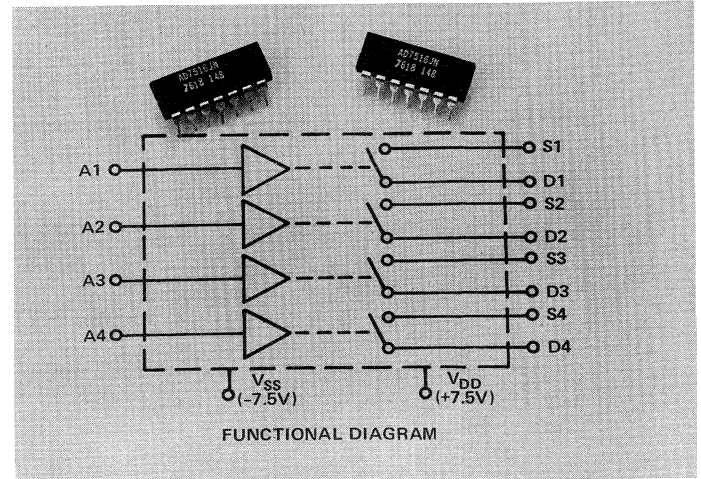 AD7516JN
7618 148
AD7516JN
7618 148
A1
S1
D1
A2
S2
D2
A3
S3
D3
A4
S4
D4
VSS
(-7.5V)
VDD
(+7.5V)
FUNCTIONAL DIAGRAM